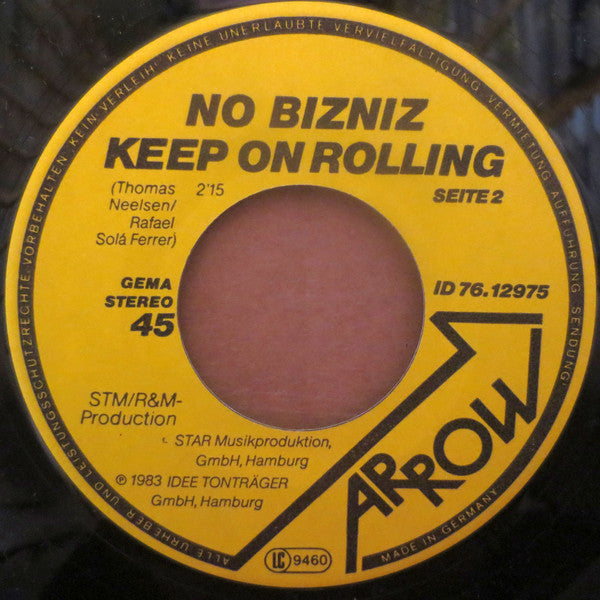 ALLE URHEBER UND LEISTUNGSSCHUTZRECHTE VORBEHALTEN · KEIN VERLEIH · KEINE UNERLAUBTE VERVIELFÄLTIGUNG, VERMIETUNG, AUFFÜHRUNG, SENDUNG
NO BIZNIZ
KEEP ON ROLLING
(Thomas 2'15
Neelsen/
Rafael
Solá Ferrer)
SEITE 2
GEMA
STEREO
45
ID 76.12975
STM/R&M-
Production
STAR Musikproduktion,
GmbH, Hamburg
℗ 1983 IDEE TONTRÄGER
GmbH, Hamburg
ARROW
LC 9460
MADE IN GERMANY